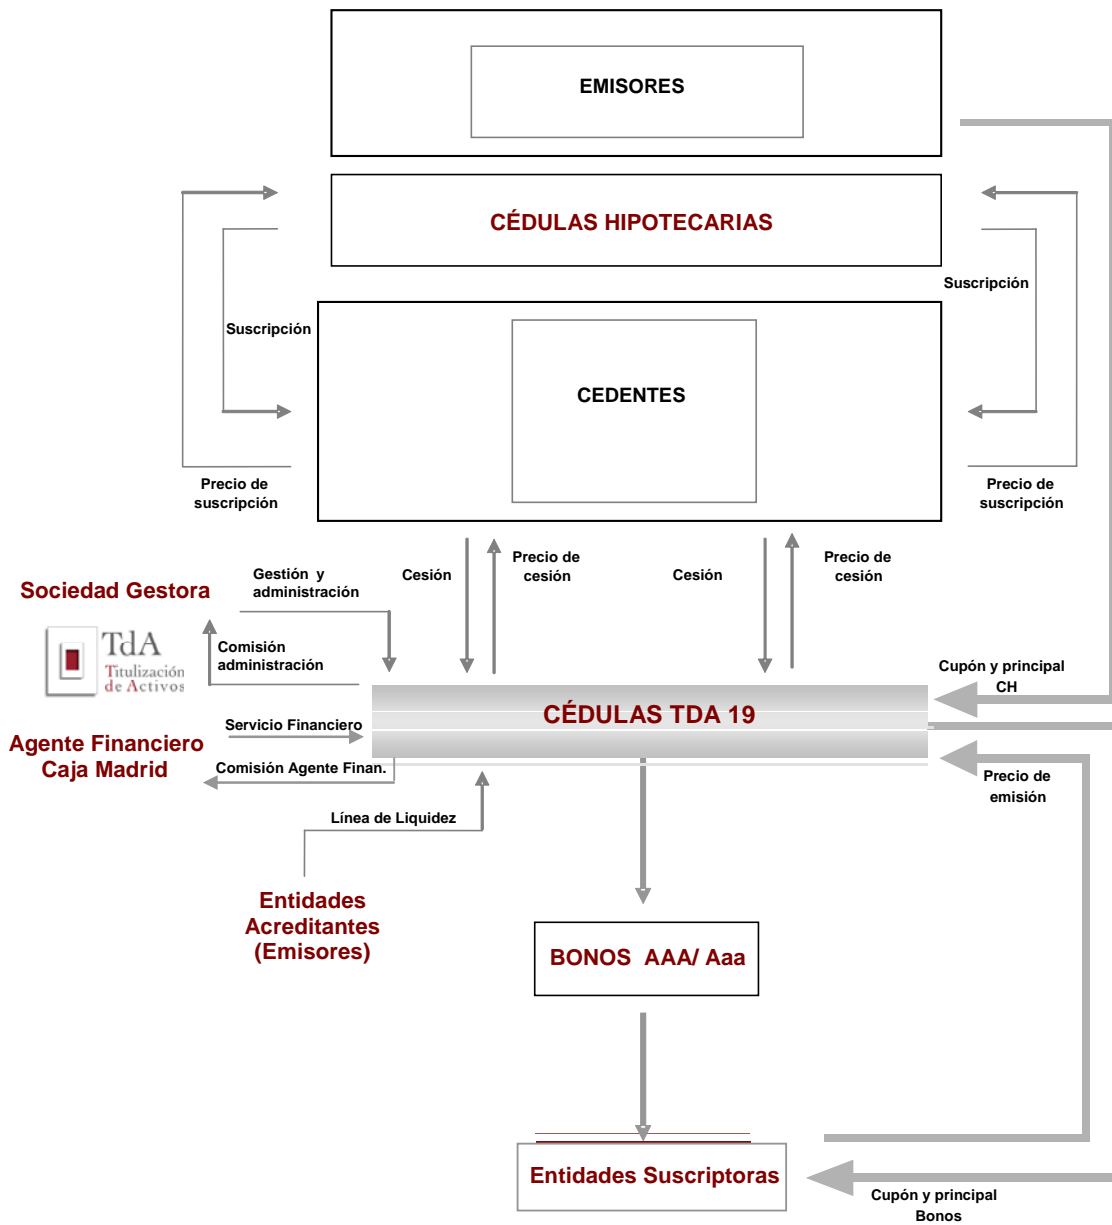 EMISORES
CÉDULAS HIPOTECARIAS
Suscripción
Suscripción
CEDENTES
Precio de
suscripción
Precio de
suscripción
Gestión y
administración
Cesión
Precio de
cesión
Cesión
Precio de
cesión
Sociedad Gestora
TdA
Titulización
de Activos
Comisión
administración
Cupón y principal
CH
CÉDULAS TDA 19
Servicio Financiero
Agente Financiero
Caja Madrid
Comisión Agente Finan.
Precio de
emisión
Línea de Liquidez
Entidades
Acreditantes
(Emisores)
BONOS AAA/ Aaa
Entidades Suscriptoras
Cupón y principal
Bonos